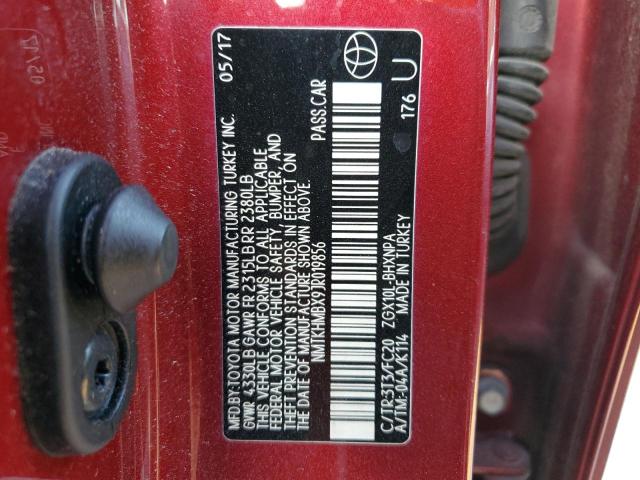 MFD BY: TOYOTA MOTOR MANUFACTURING TURKEY INC. 05/17
GVWR 4330LB GAWR FR 2315LB RR 2380LB
THIS VEHICLE CONFORMS TO ALL APPLICABLE
FEDERAL MOTOR VEHICLE SAFETY, BUMPER, AND
THEFT PREVENTION STANDARDS IN EFFECT ON
THE DATE OF MANUFACTURE SHOWN ABOVE.
NMTKHMBX9JR019856 PASS.CAR
C/TR:3T3/FC20 ZGX10L-BHXNPA 176 U
A/TM:-04A/K114 MADE IN TURKEY